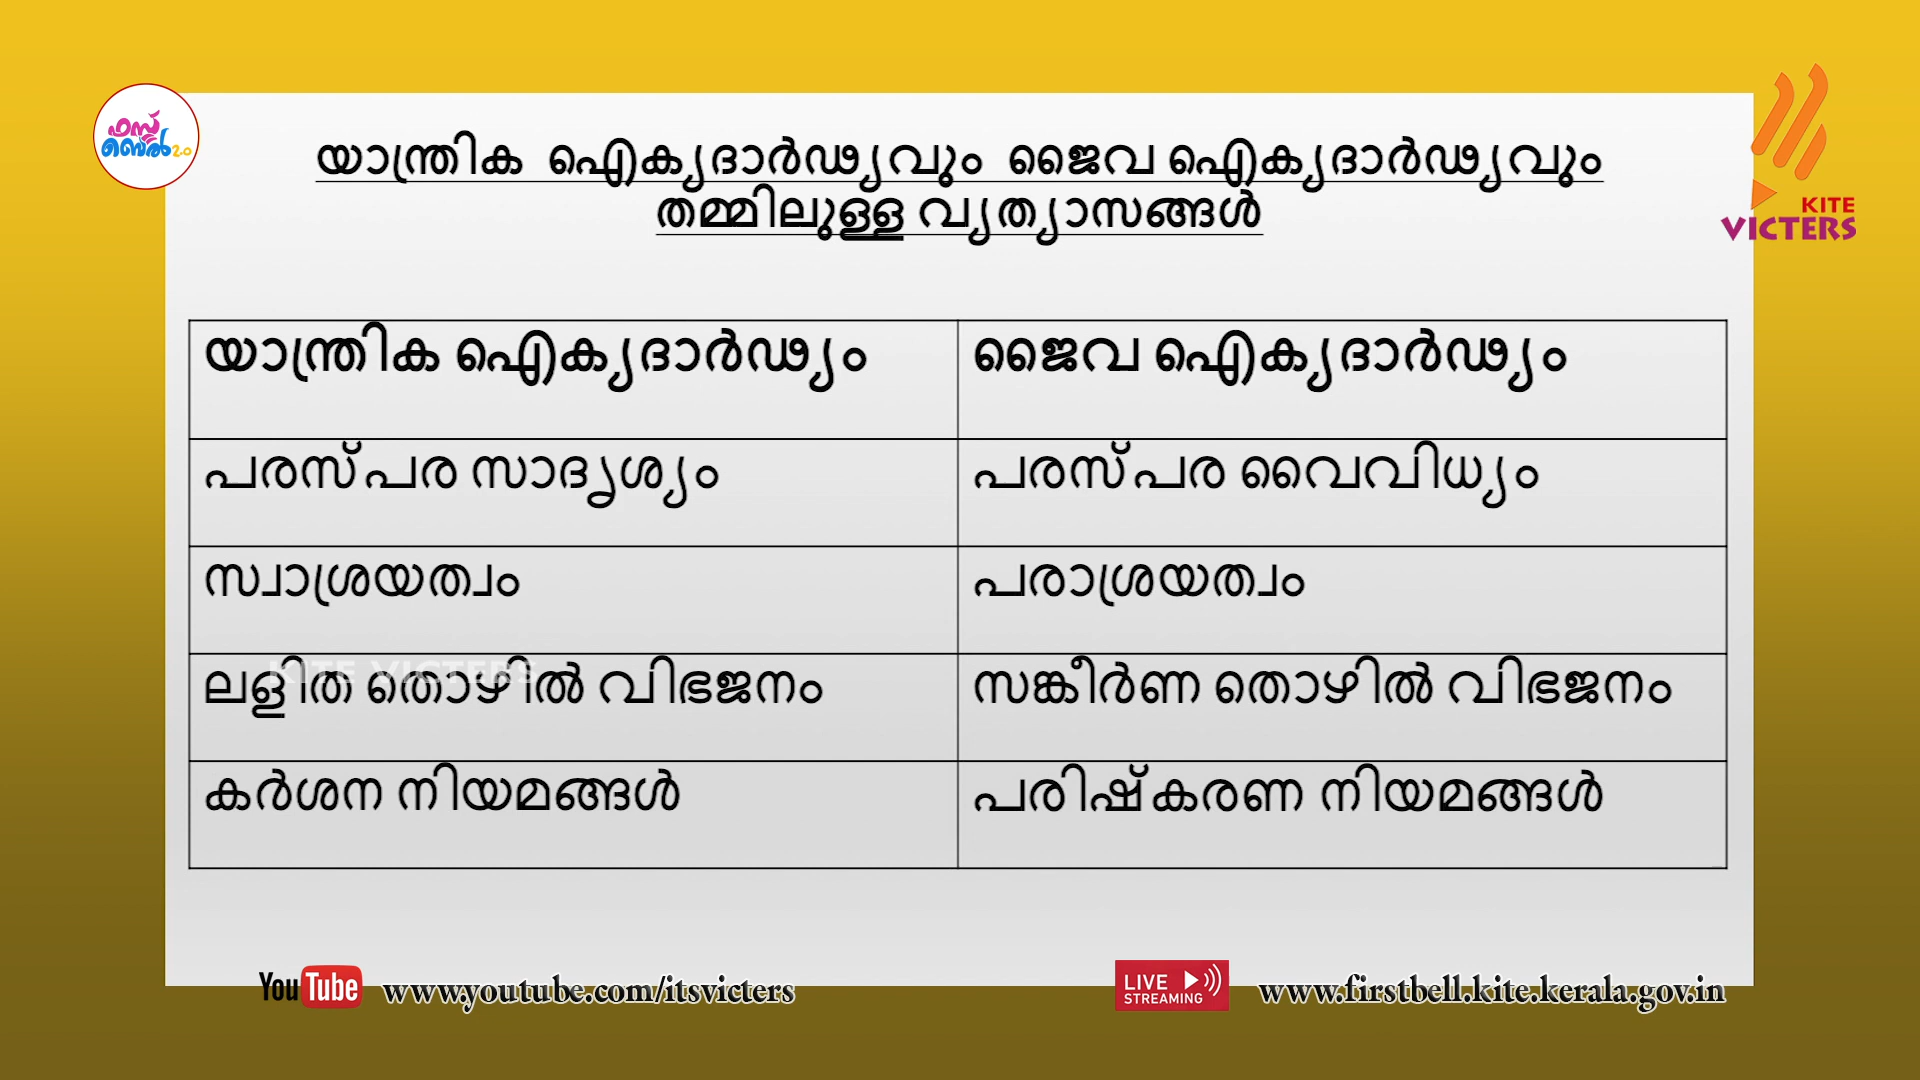 ഫസ്റ്റ്
ബെൽ 2.0
യാന്ത്രിക ഐക്യദാർഢ്യവും ജൈവ ഐക്യദാർഢ്യവും
തമ്മിലുള്ള വ്യത്യാസങ്ങൾ
KITE
VICTERS
യാന്ത്രിക ഐക്യദാർഢ്യം ജൈവ ഐക്യദാർഢ്യം
പരസ്പര സാദൃശ്യം പരസ്പര വൈവിധ്യം
സ്വാശ്രയത്വം പരാശ്രയത്വം
KITE VICTERS
ലളിത തൊഴിൽ വിഭജനം സങ്കീർണ തൊഴിൽ വിഭജനം
കർശന നിയമങ്ങൾ പരിഷ്കരണ നിയമങ്ങൾ
YouTube www.youtube.com/itsvicters LIVE STREAMING www.firstbell.kite.kerala.gov.in